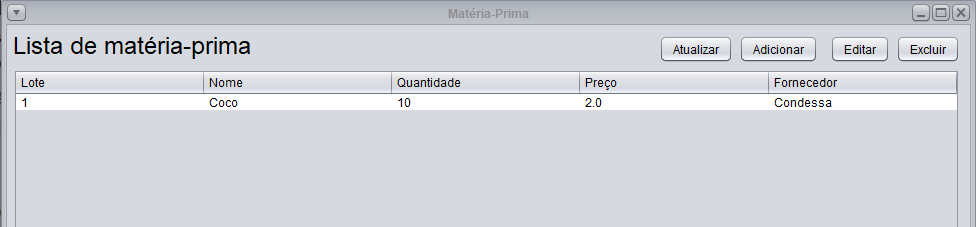 Matéria-Prima
Lista de matéria-prima
Atualizar Adicionar Editar Excluir
Lote Nome Quantidade Preço Fornecedor
1 Coco 10 2.0 Condessa